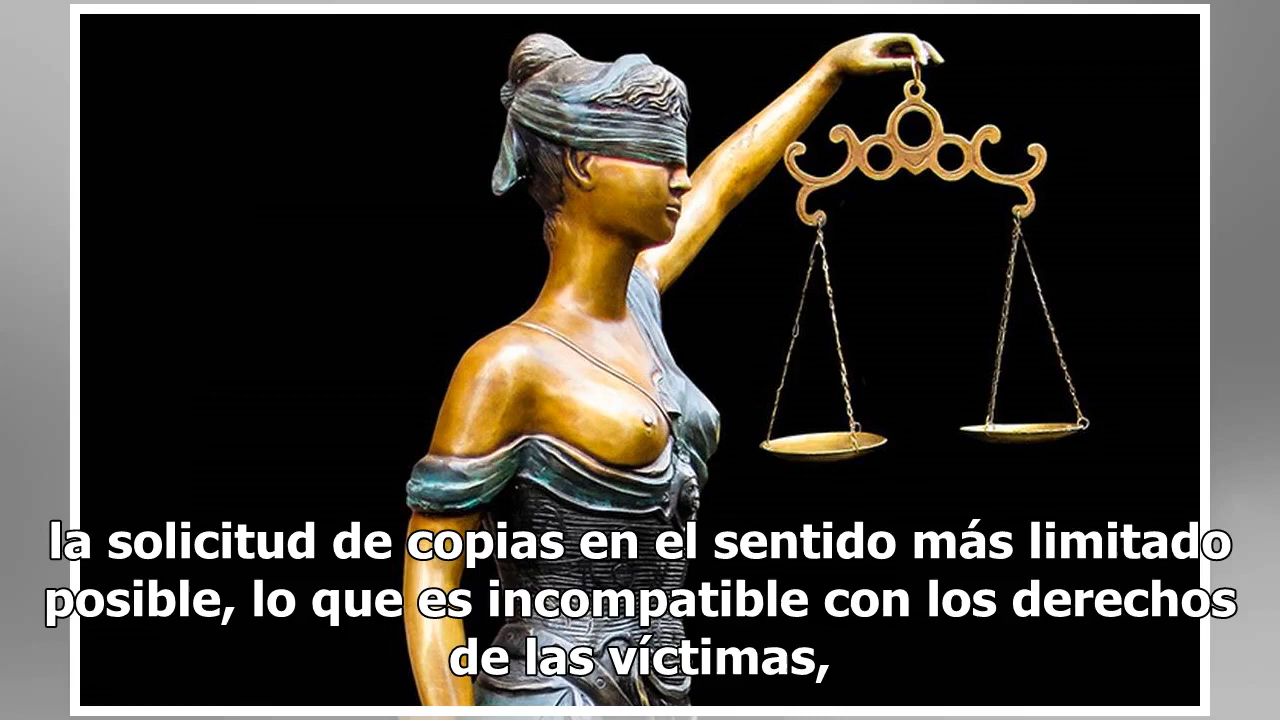 la solicitud de copias en el sentido más limitado
posible, lo que es incompatible con los derechos
de las víctimas,